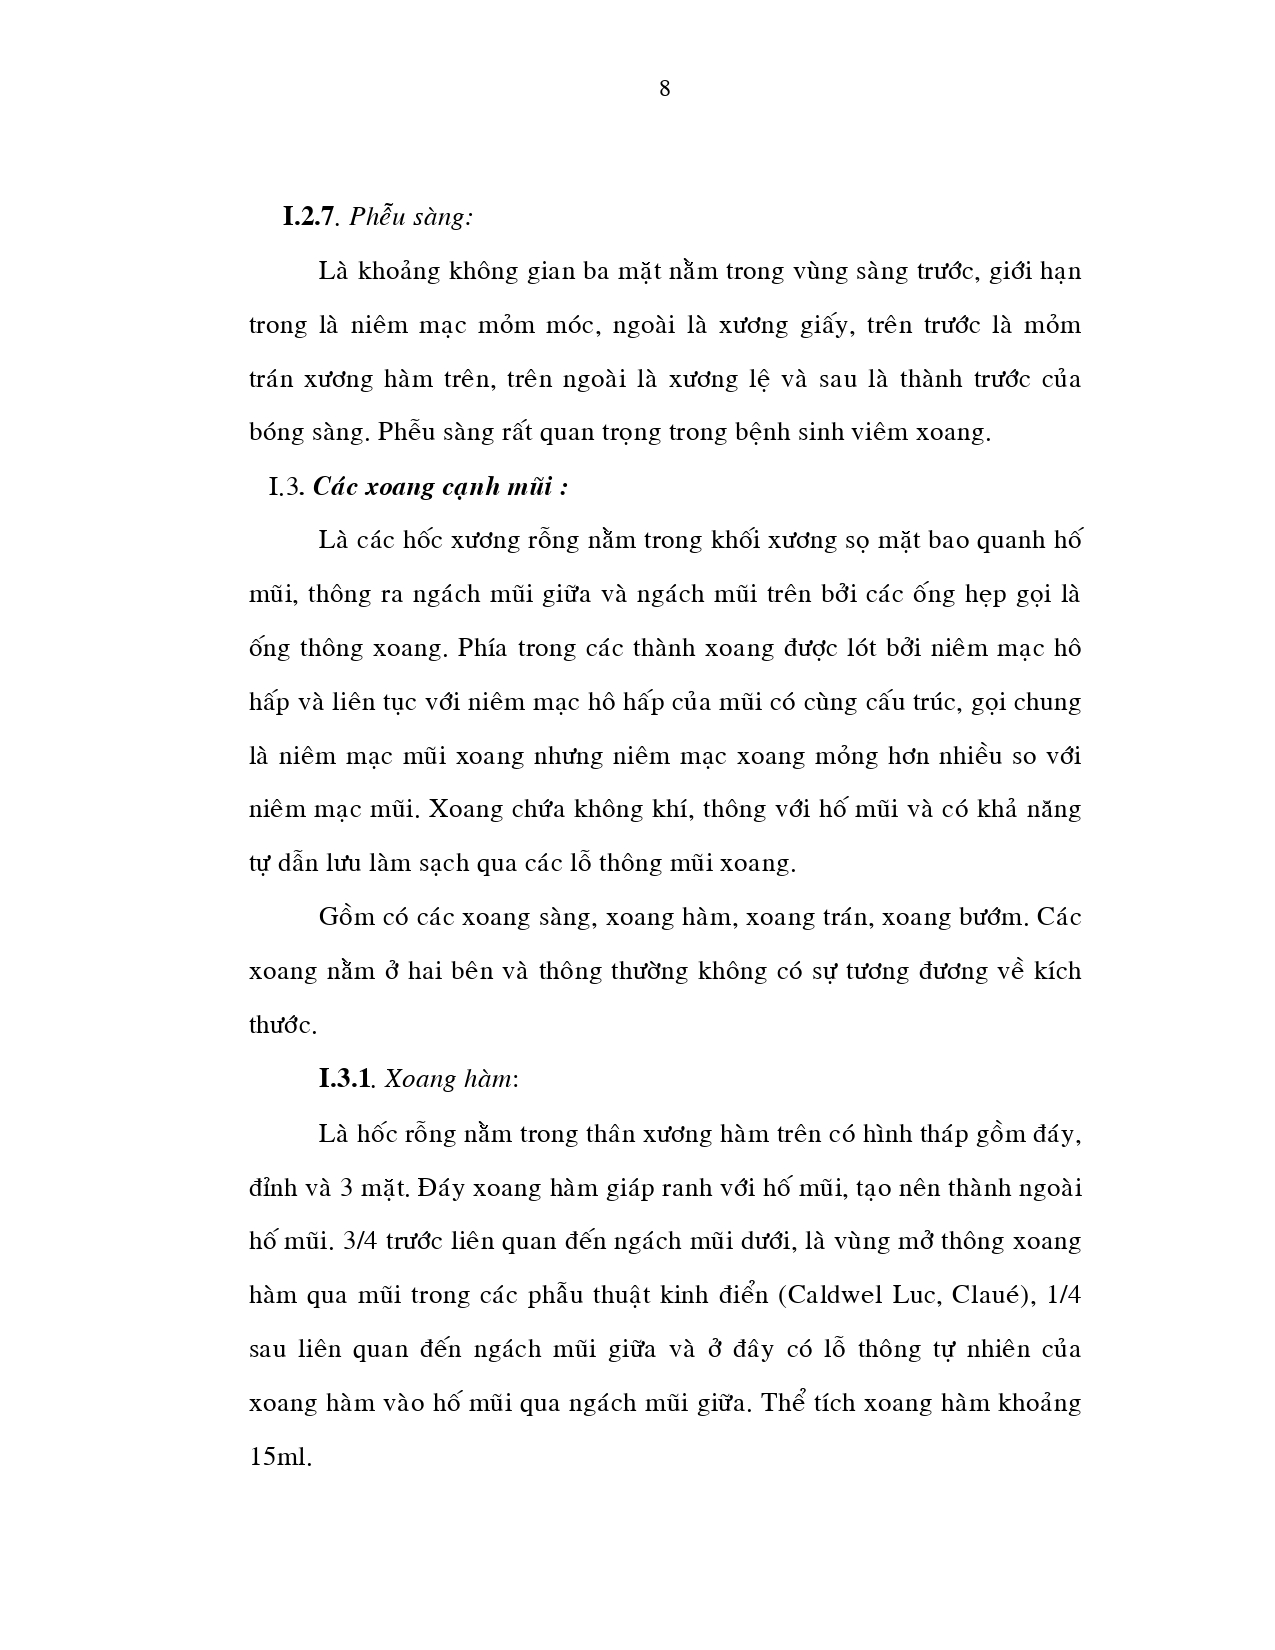 8
I.2.7. Phễu sàng:
Là khoảng không gian ba mặt nằm trong vùng sàng trước, giới hạn
trong là niêm mạc mỏm móc, ngoài là xương giấy, trên trước là mỏm
trán xương hàm trên, trên ngoài là xương lệ và sau là thành trước của
bóng sàng. Phễu sàng rất quan trọng trong bệnh sinh viêm xoang.
I.3. Các xoang cạnh mũi :
Là các hốc xương rỗng nằm trong khối xương sọ mặt bao quanh hố
mũi, thông ra ngách mũi giữa và ngách mũi trên bởi các ống hẹp gọi là
ống thông xoang. Phía trong các thành xoang được lót bởi niêm mạc hô
hấp và liên tục với niêm mạc hô hấp của mũi có cùng cấu trúc, gọi chung
là niêm mạc mũi xoang nhưng niêm mạc xoang mỏng hơn nhiều so với
niêm mạc mũi. Xoang chứa không khí, thông với hố mũi và có khả năng
tự dẫn lưu làm sạch qua các lỗ thông mũi xoang.
Gồm có các xoang sàng, xoang hàm, xoang trán, xoang bướm. Các
xoang nằm ở hai bên và thông thường không có sự tương đương về kích
thước.
I.3.1. Xoang hàm:
Là hốc rỗng nằm trong thân xương hàm trên có hình tháp gồm đáy,
đỉnh và 3 mặt. Đáy xoang hàm giáp ranh với hố mũi, tạo nên thành ngoài
hố mũi. 3/4 trước liên quan đến ngách mũi dưới, là vùng mở thông xoang
hàm qua mũi trong các phẫu thuật kinh điển (Caldwel Luc, Claué), 1/4
sau liên quan đến ngách mũi giữa và ở đây có lỗ thông tự nhiên của
xoang hàm vào hố mũi qua ngách mũi giữa. Thể tích xoang hàm khoảng
15ml.